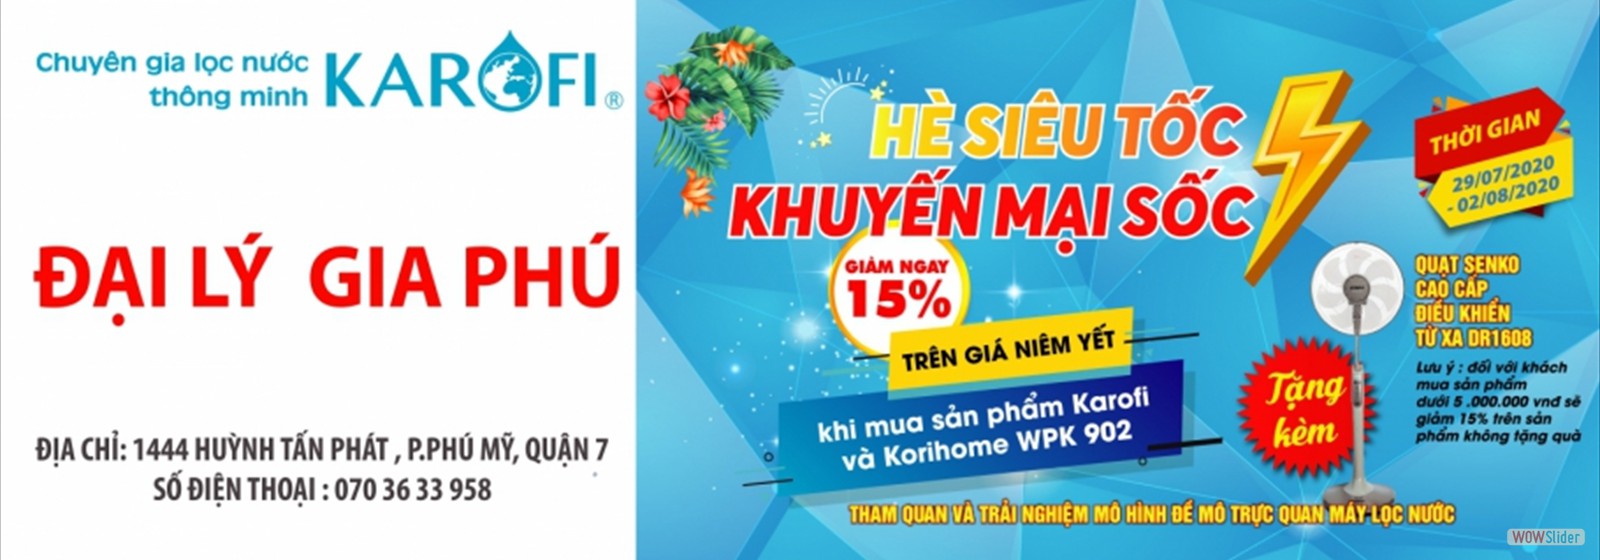 Chuyên gia lọc nước
thông minh
KAROFI ®
ĐẠI LÝ GIA PHÚ
ĐỊA CHỈ: 1444 HUỲNH TẤN PHÁT , P.PHÚ MỸ, QUẬN 7
SỐ ĐIỆN THOẠI : 070 36 33 958
HÈ SIÊU TỐC
KHUYẾN MẠI SỐC
GIẢM NGAY
15%
TRÊN GIÁ NIÊM YẾT
khi mua sản phẩm Karofi
và Korihome WPK 902
THỜI GIAN
29/07/2020
- 02/08/2020
QUẠT SENKO
CAO CẤP
ĐIỀU KHIỂN
TỪ XA DR1608
Tặng
kèm
Lưu ý : đối với khách
mua sản phẩm
dưới 5 .000.000 vnđ sẽ
giảm 15% trên sản
phẩm không tặng quà
THAM QUAN VÀ TRẢI NGHIỆM MÔ HÌNH ĐỀ MÔ TRỰC QUAN MÁY LỌC NƯỚC
WOWSlider